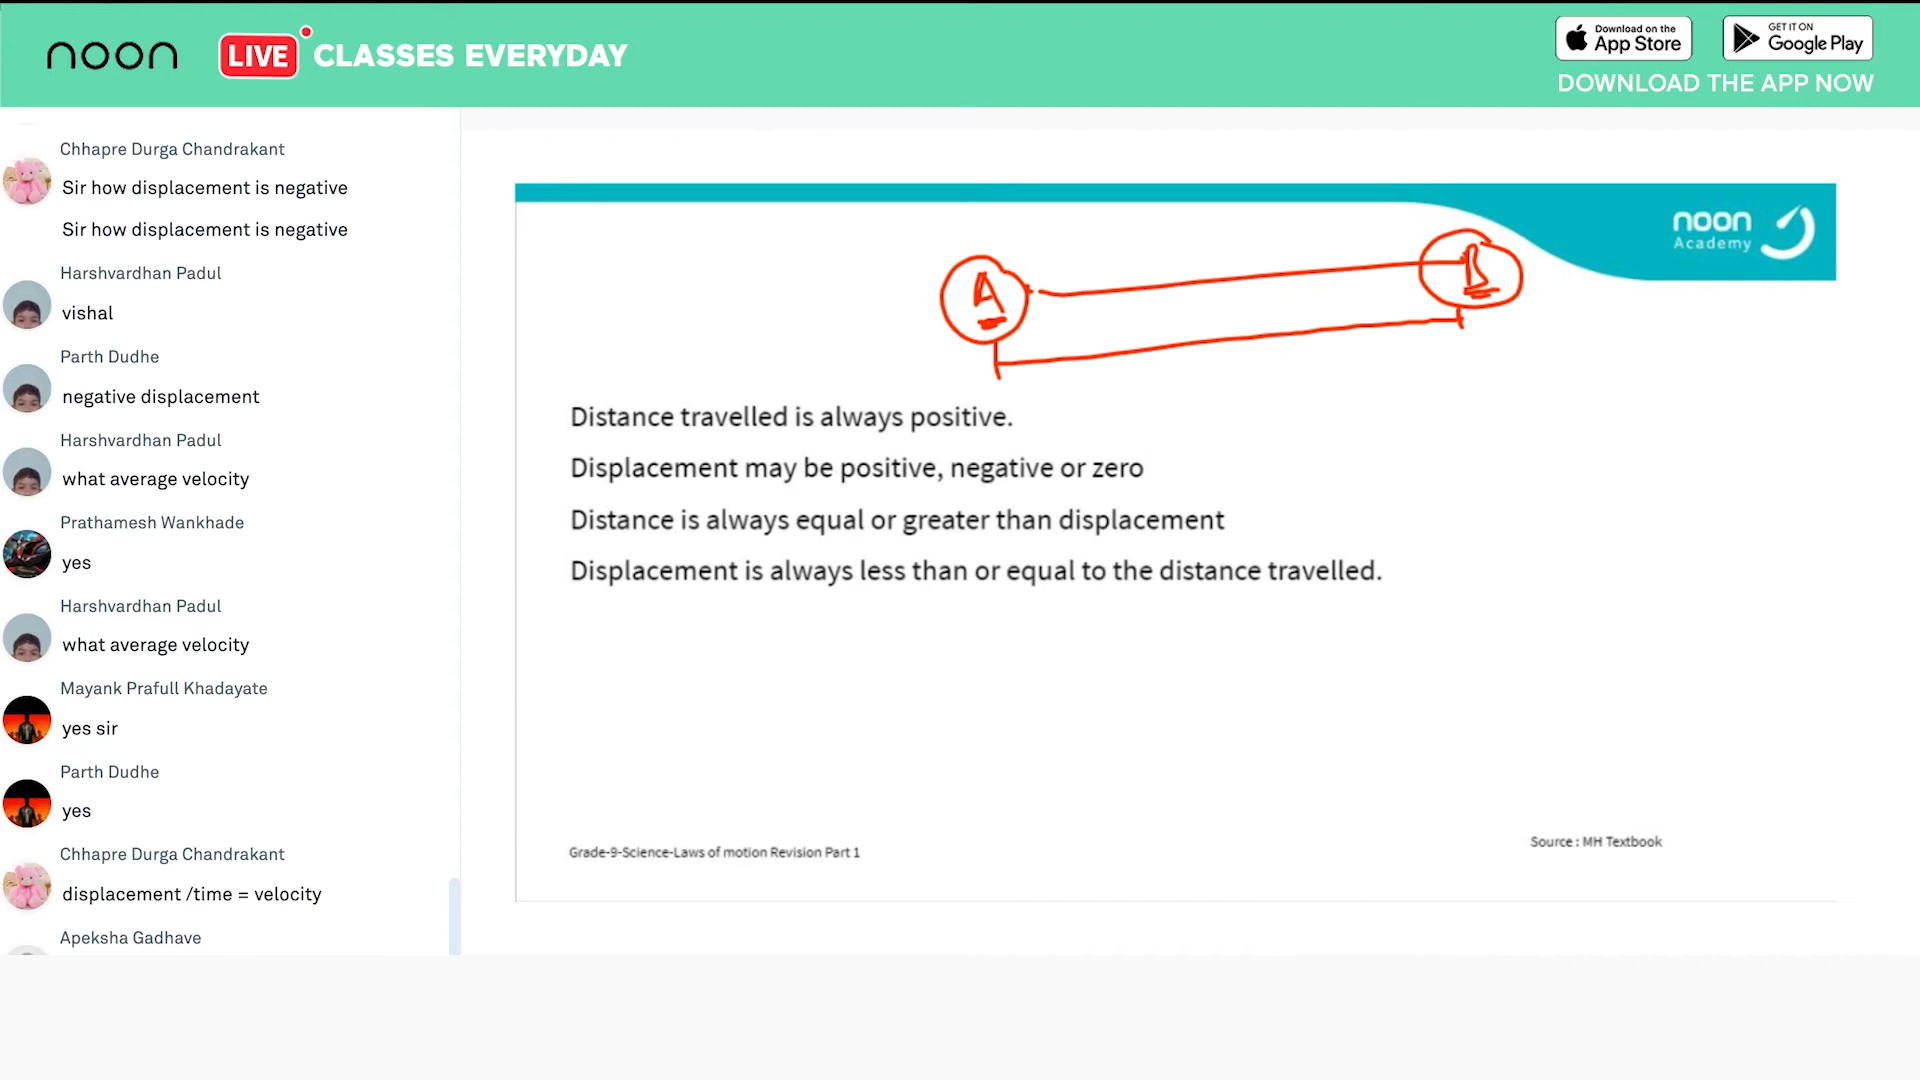 noon LIVE CLASSES EVERYDAY
Download on the App Store
GET IT ON Google Play
DOWNLOAD THE APP NOW
Chhapre Durga Chandrakant
Sir how displacement is negative
Sir how displacement is negative
Harshvardhan Padul
vishal
Parth Dudhe
negative displacement
Harshvardhan Padul
what average velocity
Prathamesh Wankhade
yes
Harshvardhan Padul
what average velocity
Mayank Prafull Khadayate
yes sir
Parth Dudhe
yes
Chhapre Durga Chandrakant
displacement /time = velocity
Apeksha Gadhave
noon
Academy
A
B
Distance travelled is always positive.
Displacement may be positive, negative or zero
Distance is always equal or greater than displacement
Displacement is always less than or equal to the distance travelled.
Grade-9-Science-Laws of motion Revision Part 1
Source : MH Textbook